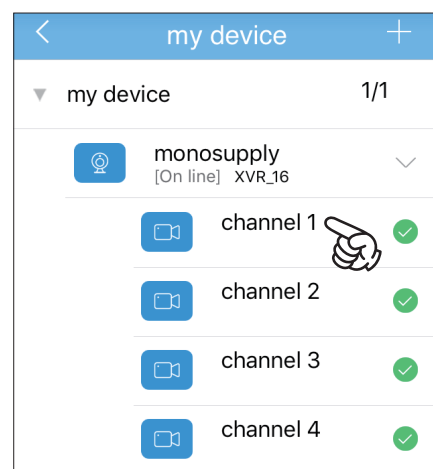 my device
my device 1/1
monosupply
[On line] XVR_16
channel 1
channel 2
channel 3
channel 4